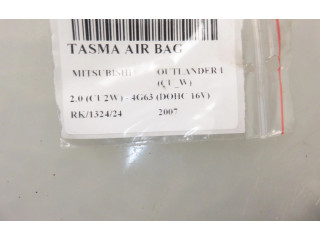 TASMA AIR BAG
MITSUBISHI OUTLANDER I
(CU_W)
2.0 (CU2W) - 4G63 (DOHC 16V)
RK/1324/24 2007